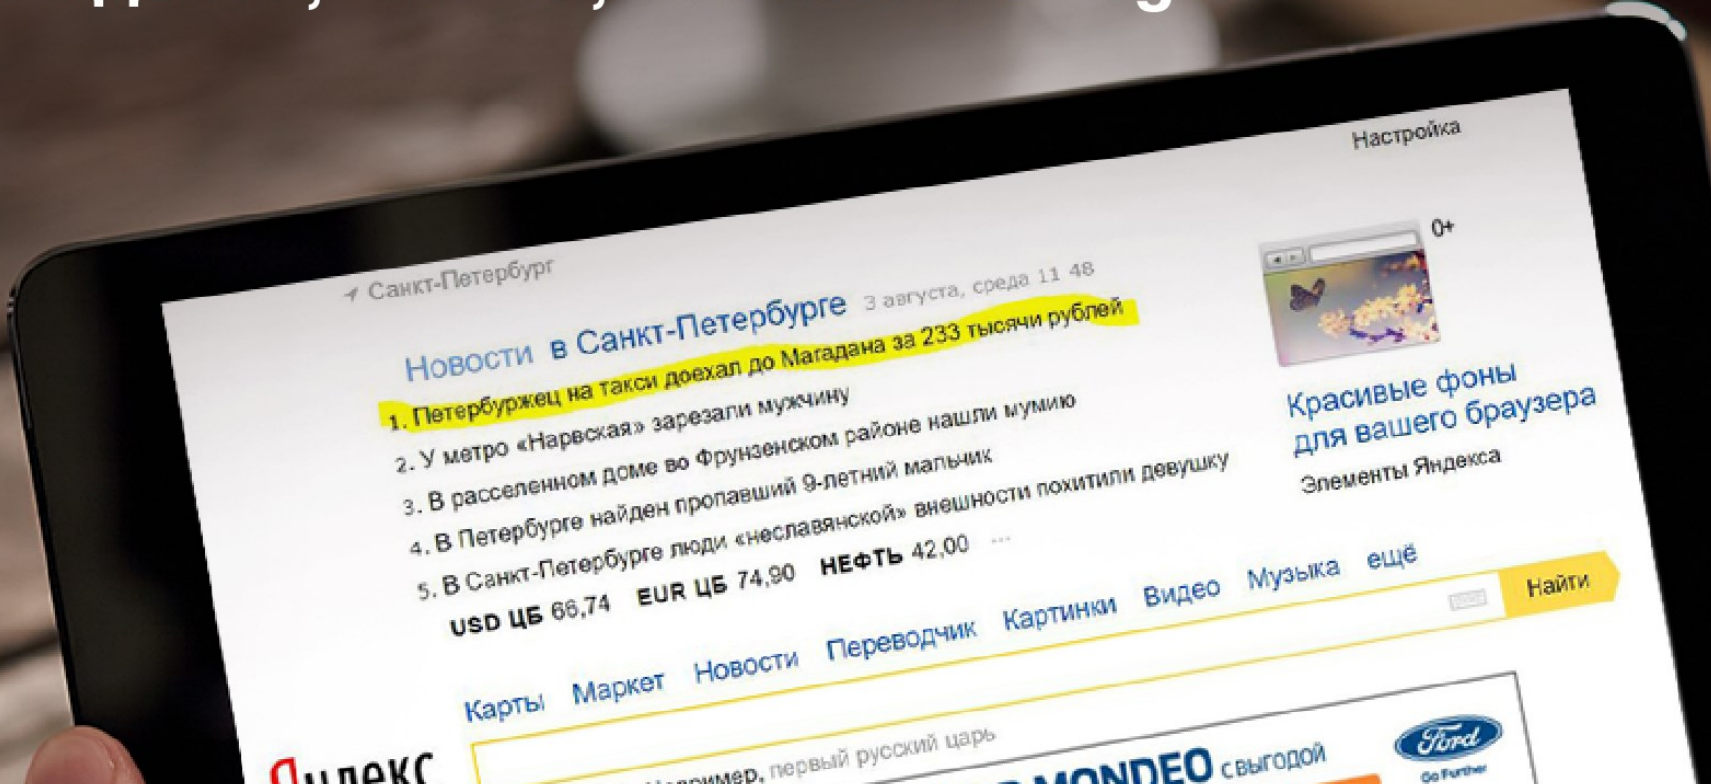 Настройка
Санкт-Петербург
Новости в Санкт-Петербурге 3 августа, среда 11 48
1. Петербуржец на такси доехал до Магадана за 233 тысячи рублей
2. У метро «Нарвская» зарезали мужчину
3. В расселенном доме во Фрунзенском районе нашли мумию
4. В Петербурге найден пропавший 9-летний мальчик
5. В Санкт-Петербурге люди «неславянской» внешности похитили девушку
USD ЦБ 66,74 EUR ЦБ 74,90 НЕФТЬ 42,00 ...
0+
Красивые фоны
для вашего браузера
Элементы Яндекса
Карты Маркет Новости Переводчик Картинки Видео Музыка ещё
Найти
Яндекс
Например, первый русский царь
MONDEO с выгодой
Ford
Go Further